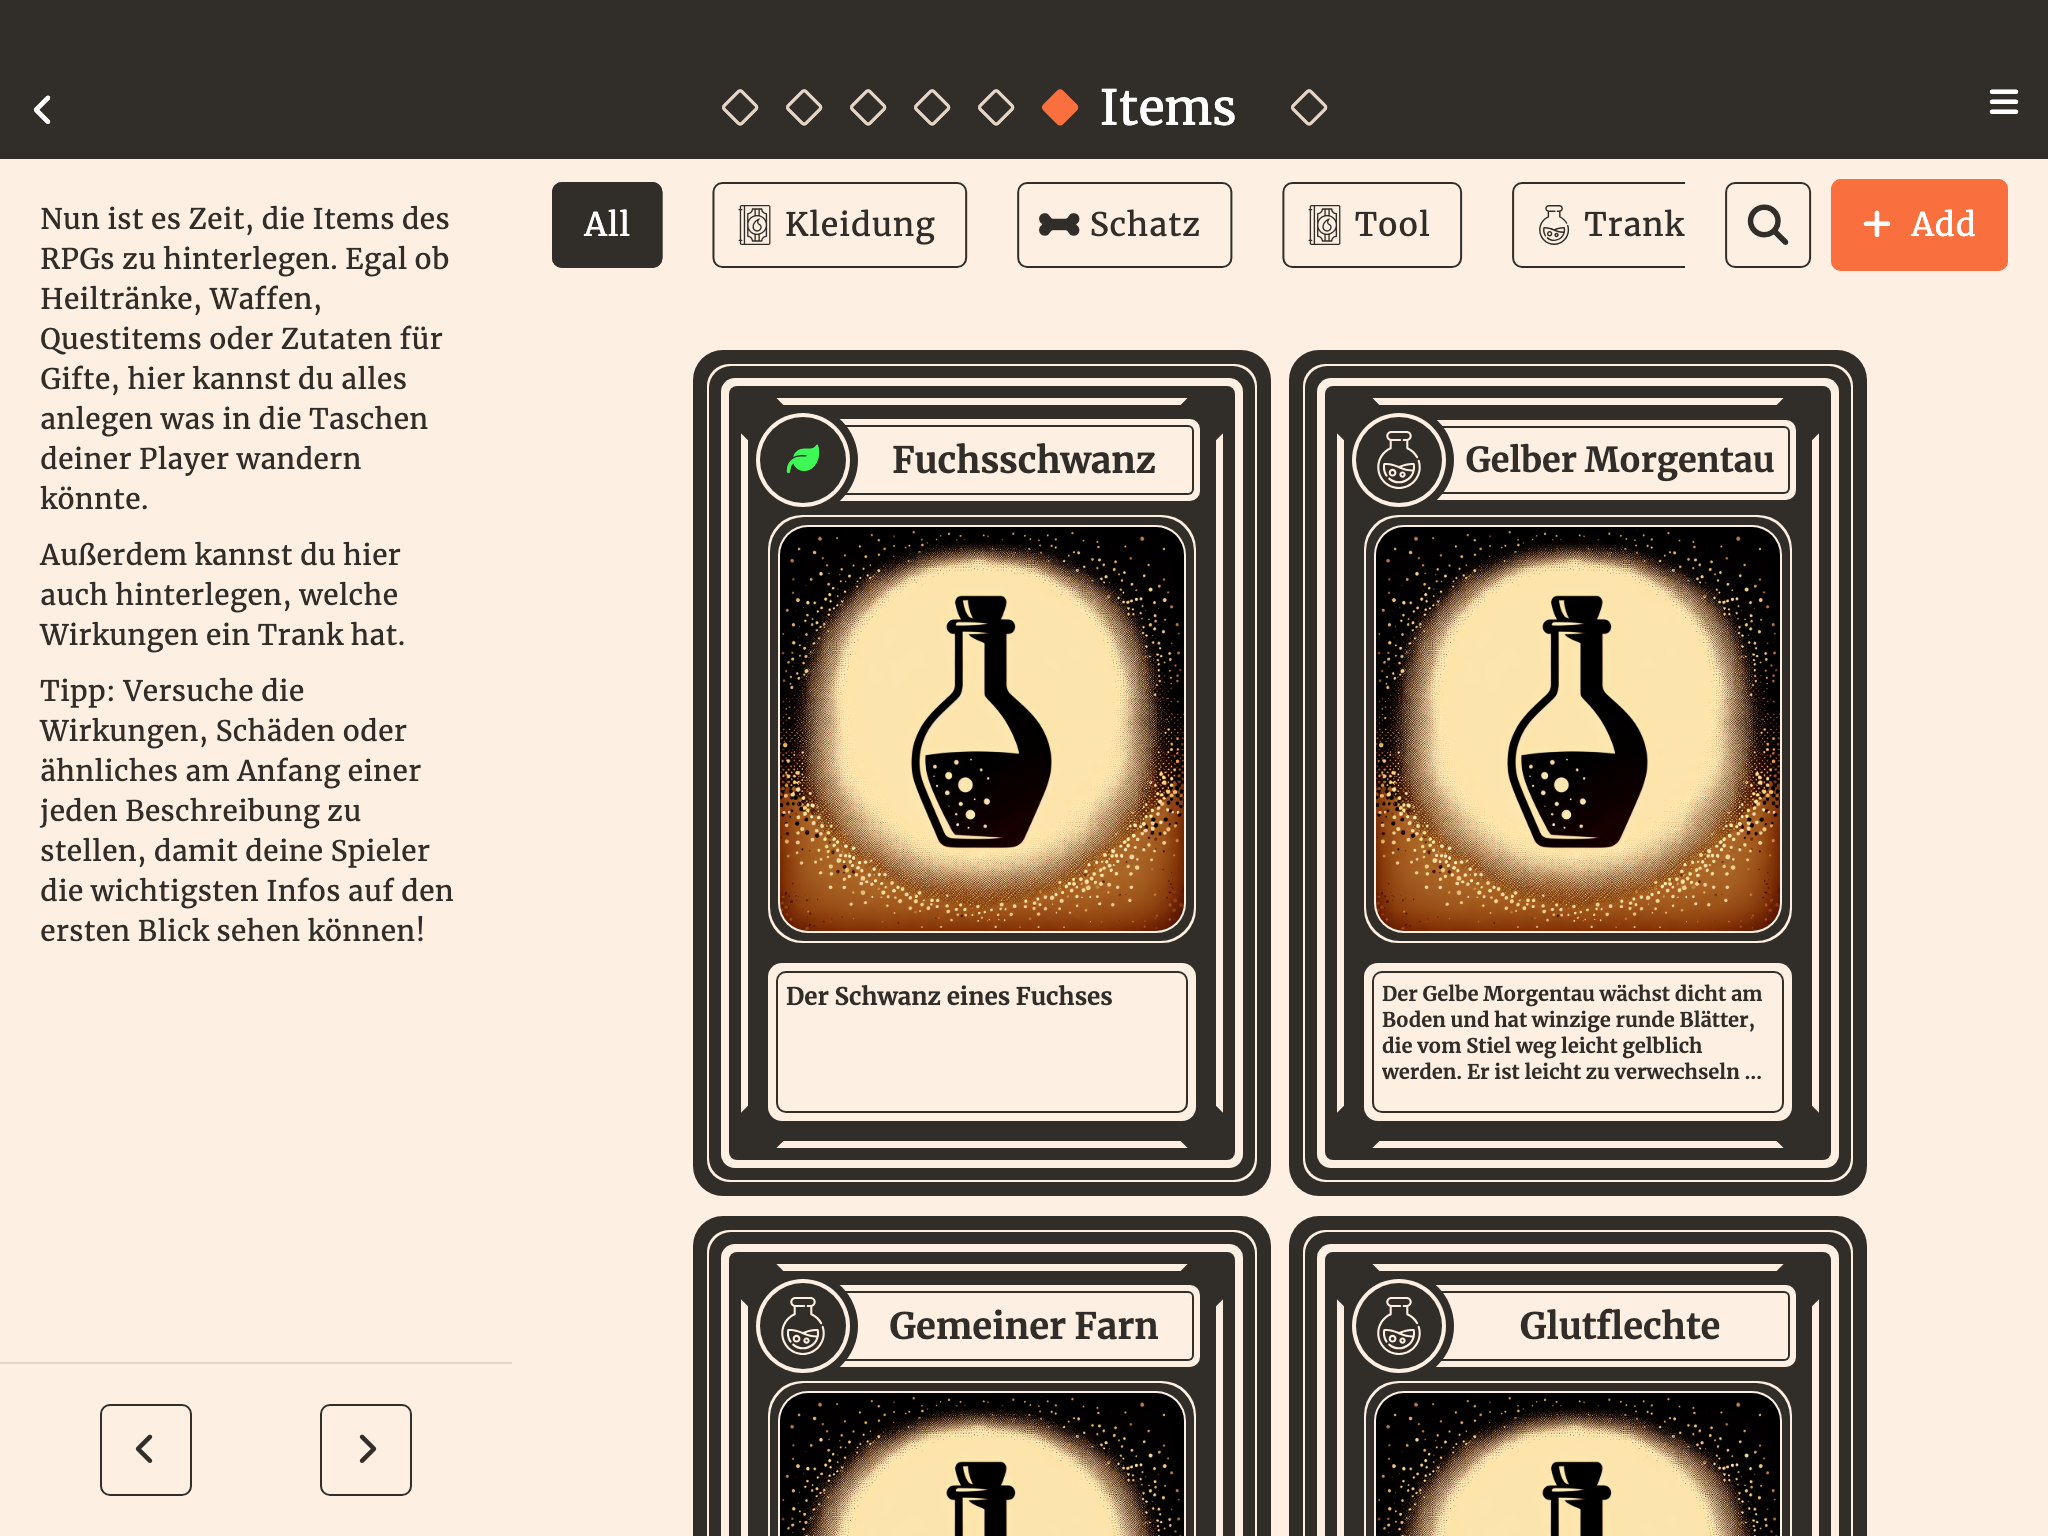 Items
Nun ist es Zeit, die Items des
RPGs zu hinterlegen. Egal ob
Heiltränke, Waffen,
Questitems oder Zutaten für
Gifte, hier kannst du alles
anlegen was in die Taschen
deiner Player wandern
könnte.
Außerdem kannst du hier
auch hinterlegen, welche
Wirkungen ein Trank hat.
Tipp: Versuche die
Wirkungen, Schäden oder
ähnliches am Anfang einer
jeden Beschreibung zu
stellen, damit deine Spieler
die wichtigsten Infos auf den
ersten Blick sehen können!
All
Kleidung
Schatz
Tool
Trank
+ Add
Fuchsschwanz
Der Schwanz eines Fuchses
Gelber Morgentau
Der Gelbe Morgentau wächst dicht am
Boden und hat winzige runde Blätter,
die vom Stiel weg leicht gelblich
werden. Er ist leicht zu verwechseln ...
Gemeiner Farn
Glutflechte